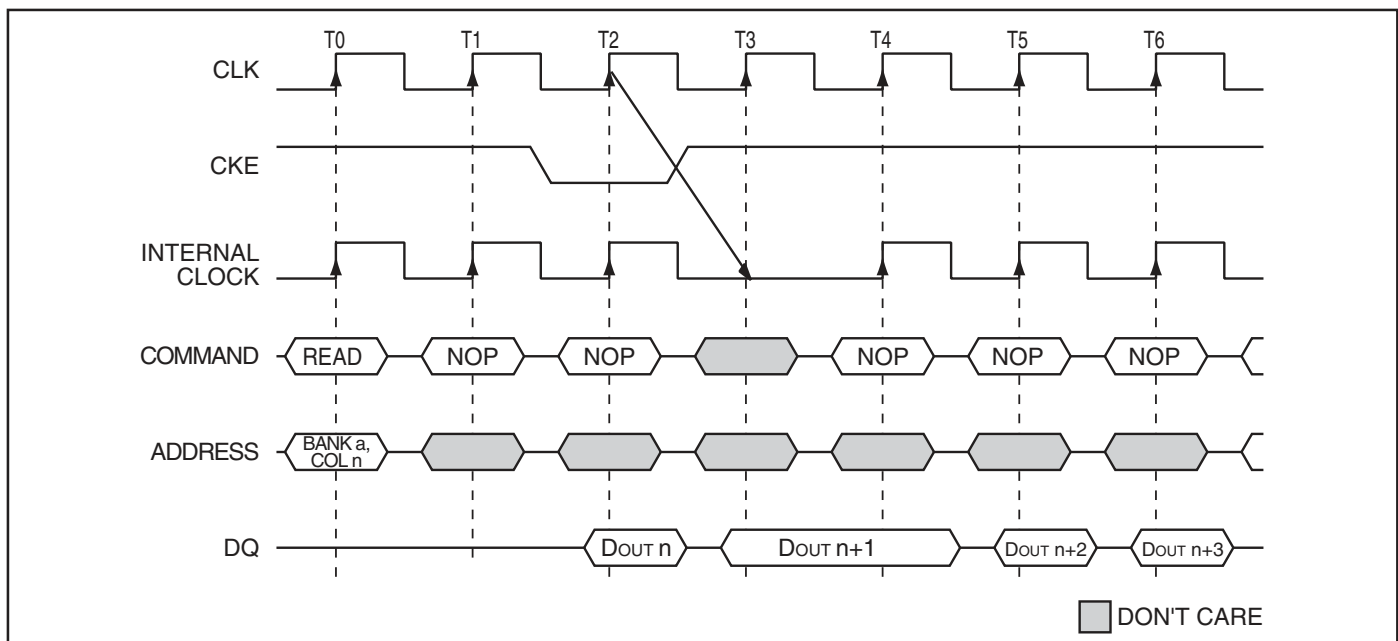 T0 T1 T2 T3 T4 T5 T6
CLK
CKE
INTERNAL
CLOCK
COMMAND READ NOP NOP NOP NOP NOP
ADDRESS BANK a,
COL n
DQ DOUT n DOUT n+1 DOUT n+2 DOUT n+3
DON'T CARE